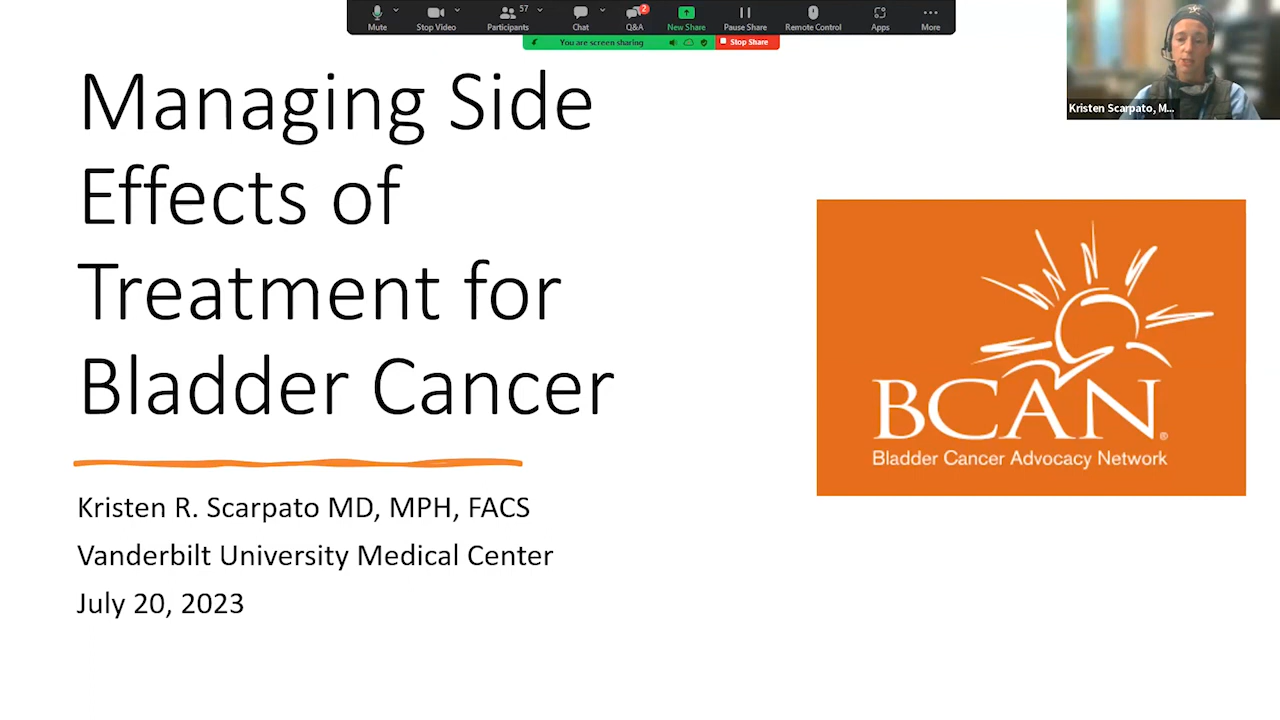 57
2
Mute
Stop Video
Participants
Chat
Q&A
New Share
Pause Share
Remote Control
Apps
More
You are screen sharing
Stop Share
Kristen Scarpato, M...
Managing Side
Effects of
Treatment for
Bladder Cancer
BCAN®
Bladder Cancer Advocacy Network
Kristen R. Scarpato MD, MPH, FACS
Vanderbilt University Medical Center
July 20, 2023